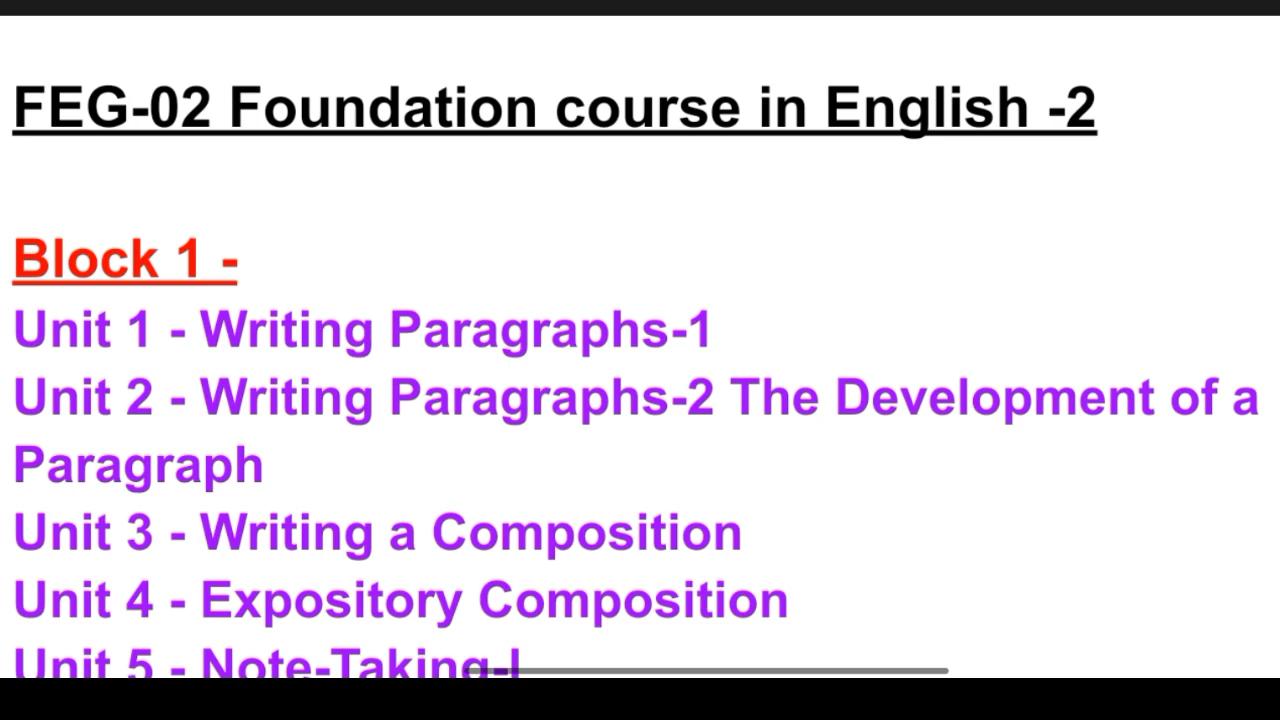 FEG-02 Foundation course in English -2
Block 1 -
Unit 1 - Writing Paragraphs-1
Unit 2 - Writing Paragraphs-2 The Development of a
Paragraph
Unit 3 - Writing a Composition
Unit 4 - Expository Composition
Unit 5 - Note-Taking-I